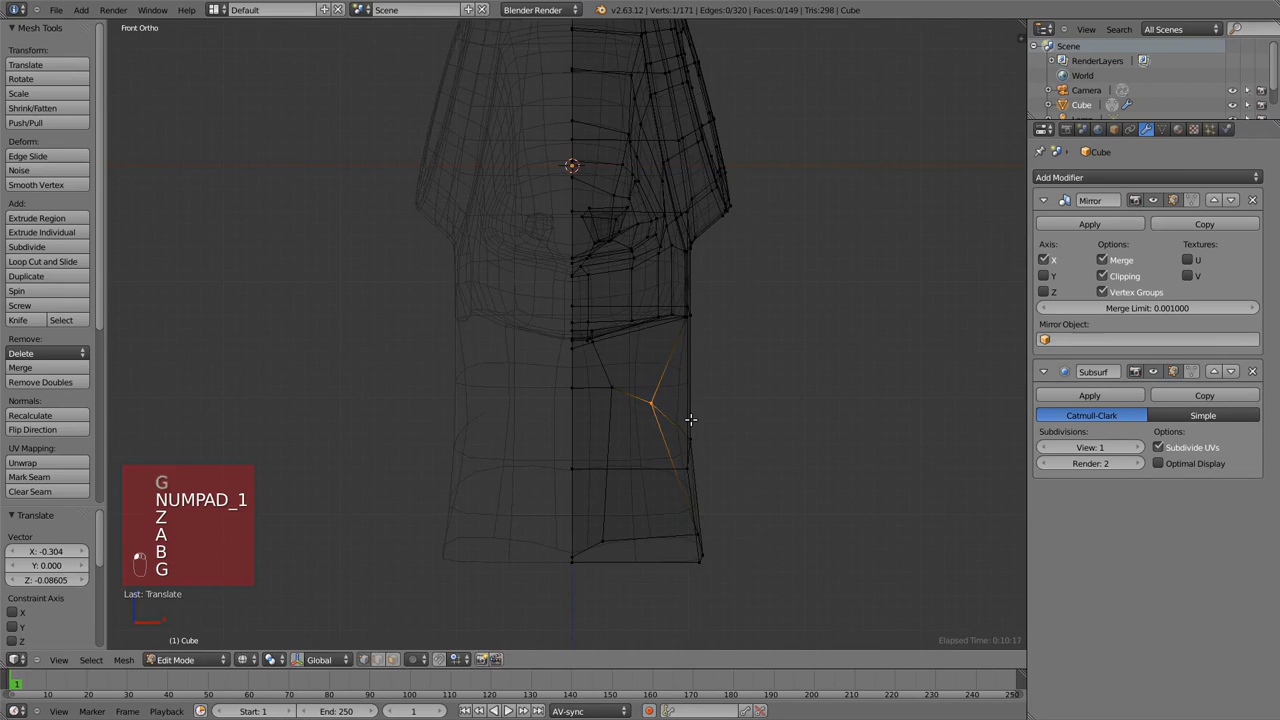 File Add Render Window Help Default Scene Blender Render v2.63.12 | Verts:1/171 | Edges:0/320 | Faces:0/149 | Tris:298 | Cube
Mesh Tools
Transform:
Translate
Rotate
Scale
Shrink/Fatten
Push/Pull
Deform:
Edge Slide
Noise
Smooth Vertex
Add:
Extrude Region
Extrude Individual
Subdivide
Loop Cut and Slide
Duplicate
Spin
Screw
Knife Select
Remove:
Delete
Merge
Remove Doubles
Normals:
Recalculate
Flip Direction
UV Mapping:
Unwrap
Mark Seam
Clear Seam
Translate
Vector
X: -0.304
Y: 0.000
Z: -0.08605
Constraint Axis
X
Y
Z
Front Ortho
G
NUMPAD_1
Z
A
B
G
Last: Translate
(1) Cube
Elapsed Time: 0:10:17
View Search All Scenes
Scene
RenderLayers
World
Camera
Cube
Cube
Add Modifier
Mirror
Apply Copy
Axis: Options: Textures:
X Merge U
Y Clipping V
Z Vertex Groups
Merge Limit: 0.001000
Mirror Object:
Subsurf
Apply Copy
Catmull-Clark Simple
Subdivisions: Options:
View: 1 Subdivide UVs
Render: 2 Optimal Display
View Select Mesh Edit Mode Global
1
0 10 20 30 40 50 60 70 80 90 100 110 120 130 140 150 160 170 180 190 200 210 220 230 240 250
View Marker Frame Playback Start: 1 End: 250 1 AV-sync